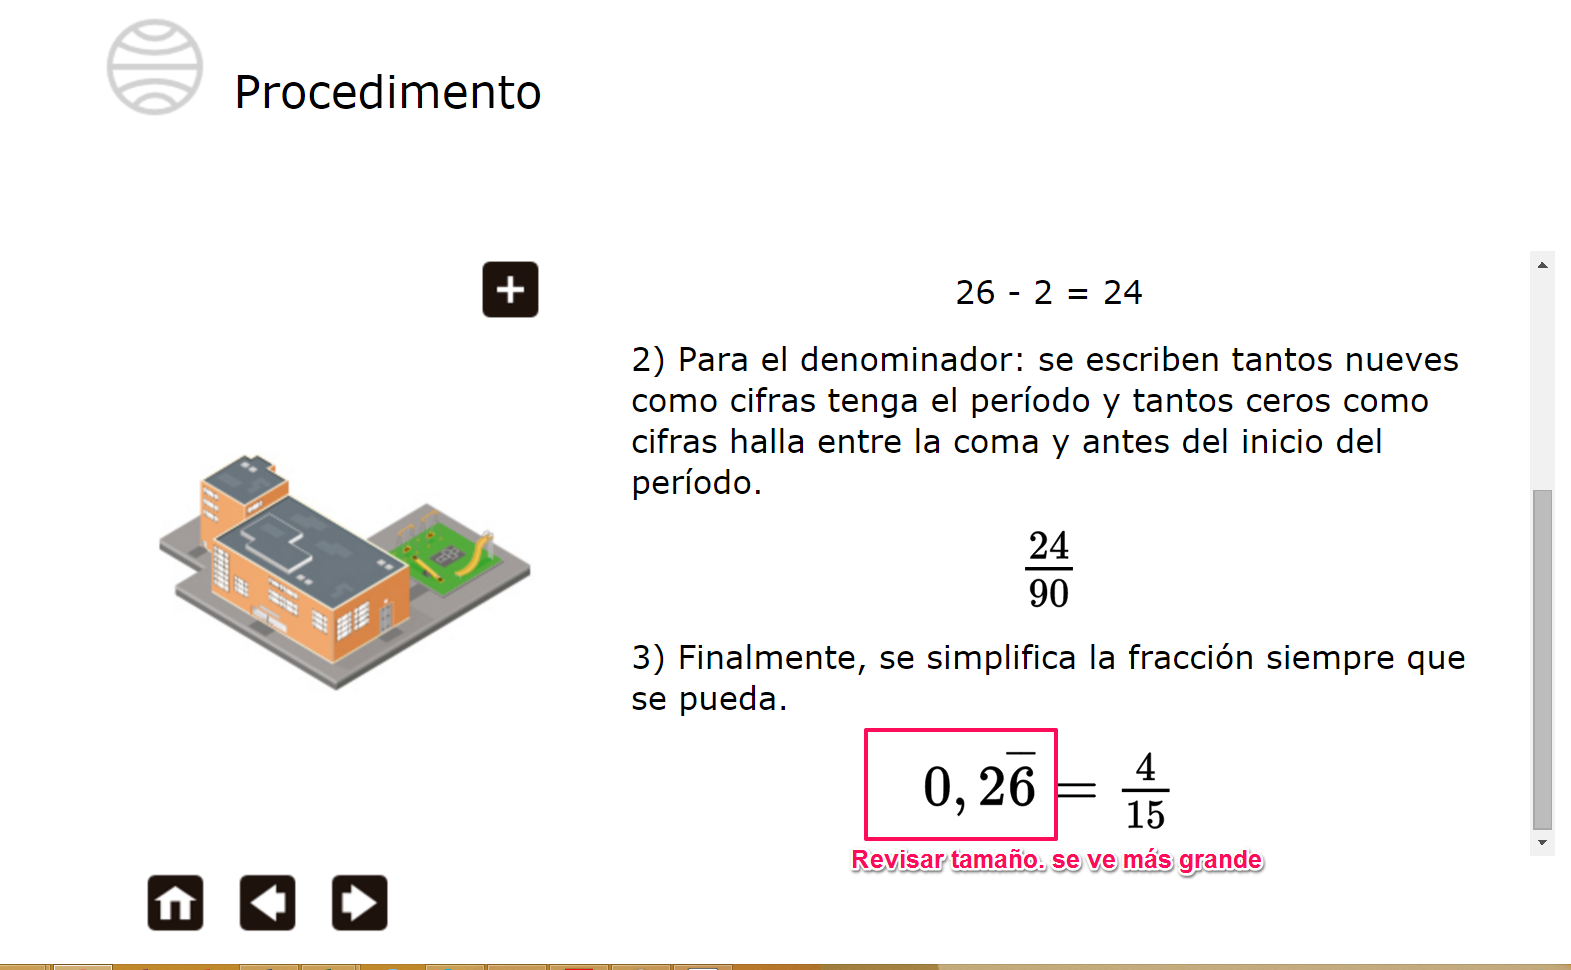 Procedimento
26 - 2 = 24
2) Para el denominador: se escriben tantos nueves
como cifras tenga el período y tantos ceros como
cifras halla entre la coma y antes del inicio del
período.
24
90
3) Finalmente, se simplifica la fracción siempre que
se pueda.
0,26̅ = 4/15
Revisar tamaño. se ve más grande